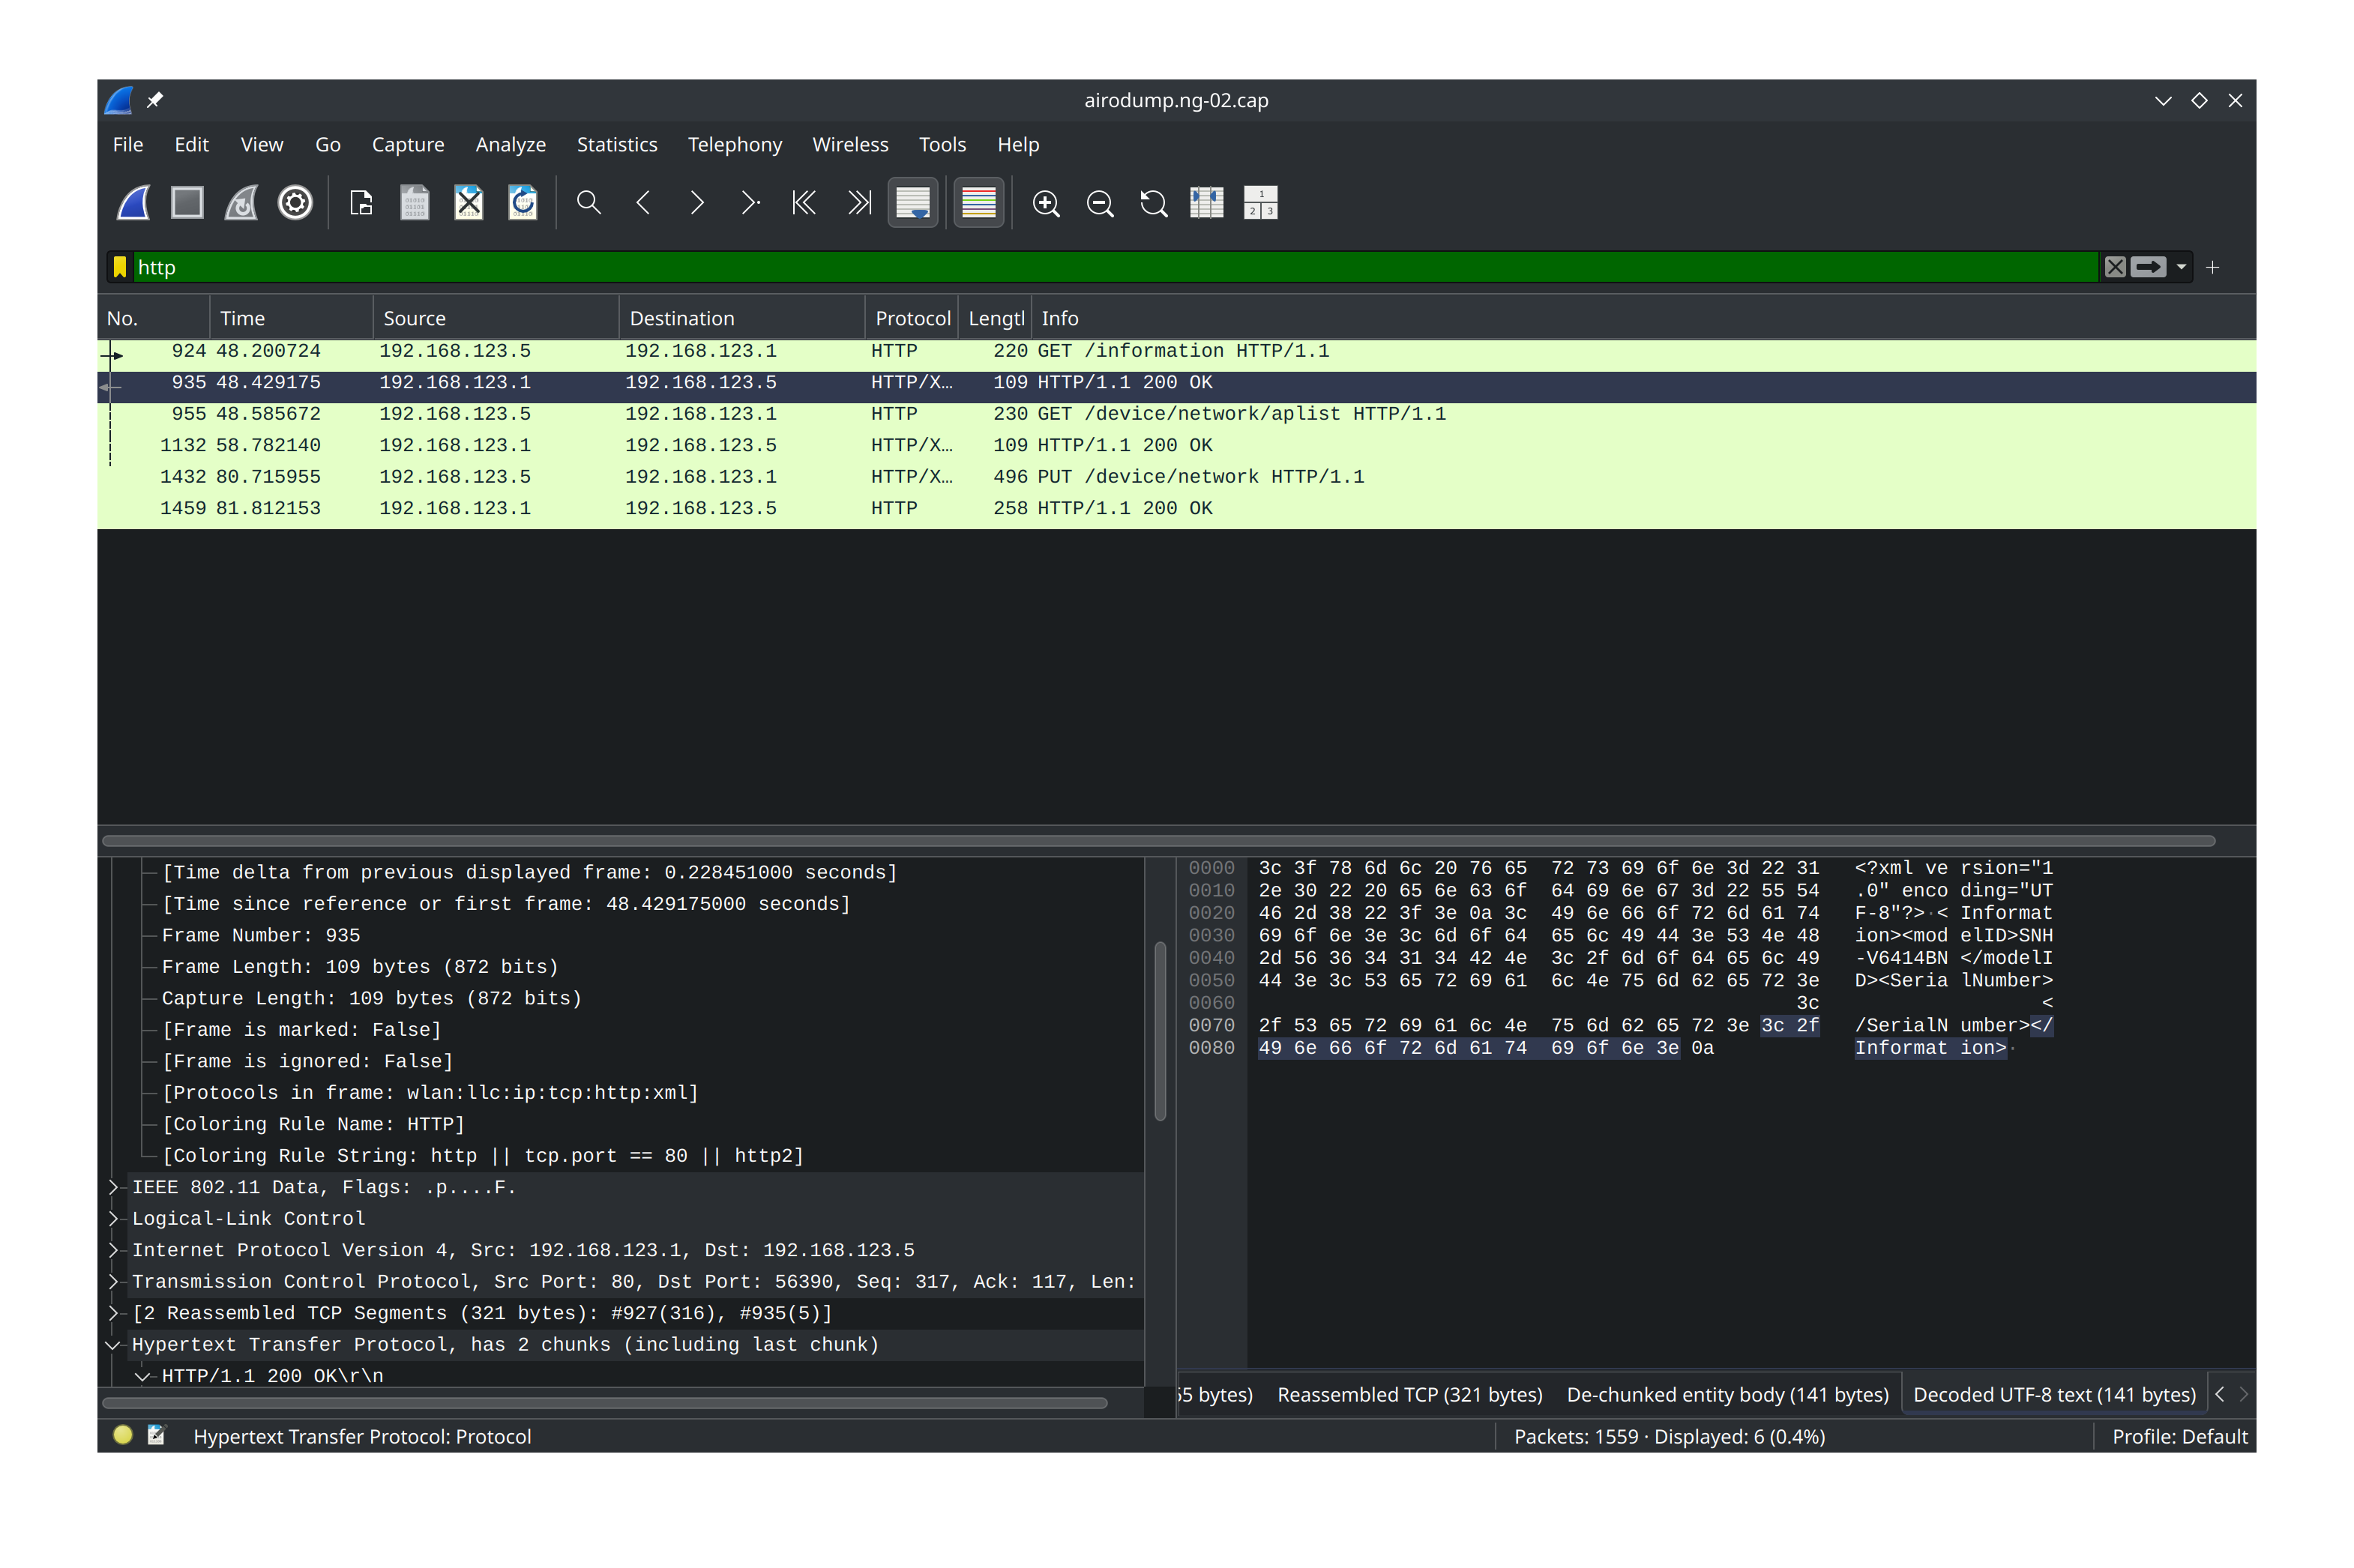 airodump.ng-02.cap
File Edit View Go Capture Analyze Statistics Telephony Wireless Tools Help
http
No. Time Source Destination Protocol Lengtl Info
924 48.200724 192.168.123.5 192.168.123.1 HTTP 220 GET /information HTTP/1.1
935 48.429175 192.168.123.1 192.168.123.5 HTTP/X… 109 HTTP/1.1 200 OK
955 48.585672 192.168.123.5 192.168.123.1 HTTP 230 GET /device/network/aplist HTTP/1.1
1132 58.782140 192.168.123.1 192.168.123.5 HTTP/X… 109 HTTP/1.1 200 OK
1432 80.715955 192.168.123.5 192.168.123.1 HTTP/X… 496 PUT /device/network HTTP/1.1
1459 81.812153 192.168.123.1 192.168.123.5 HTTP 258 HTTP/1.1 200 OK
[Time delta from previous displayed frame: 0.228451000 seconds]
[Time since reference or first frame: 48.429175000 seconds]
Frame Number: 935
Frame Length: 109 bytes (872 bits)
Capture Length: 109 bytes (872 bits)
[Frame is marked: False]
[Frame is ignored: False]
[Protocols in frame: wlan:llc:ip:tcp:http:xml]
[Coloring Rule Name: HTTP]
[Coloring Rule String: http || tcp.port == 80 || http2]
IEEE 802.11 Data, Flags: .p....F.
Logical-Link Control
Internet Protocol Version 4, Src: 192.168.123.1, Dst: 192.168.123.5
Transmission Control Protocol, Src Port: 80, Dst Port: 56390, Seq: 317, Ack: 117, Len:
[2 Reassembled TCP Segments (321 bytes): #927(316), #935(5)]
Hypertext Transfer Protocol, has 2 chunks (including last chunk)
HTTP/1.1 200 OK\r\n
0000 3c 3f 78 6d 6c 20 76 65 72 73 69 6f 6e 3d 22 31 <?xml ve rsion="1
0010 2e 30 22 20 65 6e 63 6f 64 69 6e 67 3d 22 55 54 .0" enco ding="UT
0020 46 2d 38 22 3f 3e 0a 3c 49 6e 66 6f 72 6d 61 74 F-8"?>·< Informat
0030 69 6f 6e 3e 3c 6d 6f 64 65 6c 49 44 3e 53 4e 48 ion><mod elID>SNH
0040 2d 56 36 34 31 34 42 4e 3c 2f 6d 6f 64 65 6c 49 -V6414BN </modelI
0050 44 3e 3c 53 65 72 69 61 6c 4e 75 6d 62 65 72 3e D><Seria lNumber>
0060 3c <
0070 2f 53 65 72 69 61 6c 4e 75 6d 62 65 72 3e 3c 2f /SerialN umber></
0080 49 6e 66 6f 72 6d 61 74 69 6f 6e 3e 0a Informat ion>·
55 bytes) Reassembled TCP (321 bytes) De-chunked entity body (141 bytes) Decoded UTF-8 text (141 bytes)
Hypertext Transfer Protocol: Protocol Packets: 1559 · Displayed: 6 (0.4%) Profile: Default